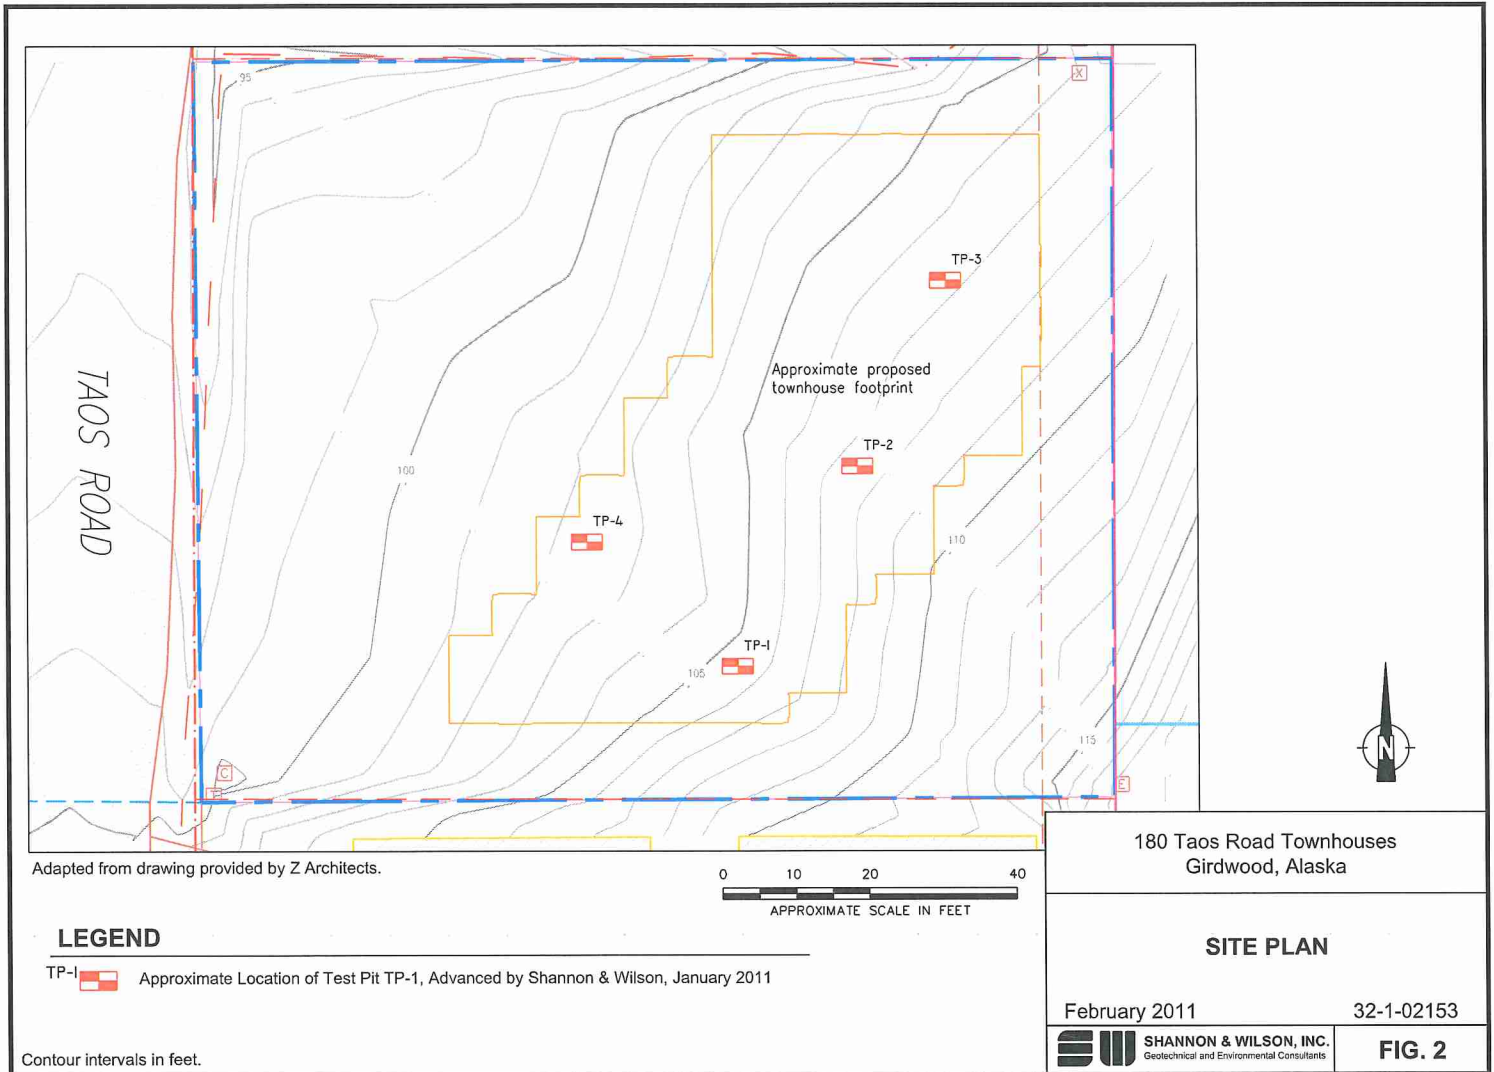 95
X
TP-3
Approximate proposed
townhouse footprint
TAOS ROAD
TP-2
100
TP-4
110
TP-1
105
115
C
E
N
Adapted from drawing provided by Z Architects.
0 10 20 40
APPROXIMATE SCALE IN FEET
LEGEND
TP-1 Approximate Location of Test Pit TP-1, Advanced by Shannon & Wilson, January 2011
Contour intervals in feet.
180 Taos Road Townhouses
Girdwood, Alaska
SITE PLAN
February 2011 32-1-02153
SW SHANNON & WILSON, INC.
Geotechnical and Environmental Consultants
FIG. 2